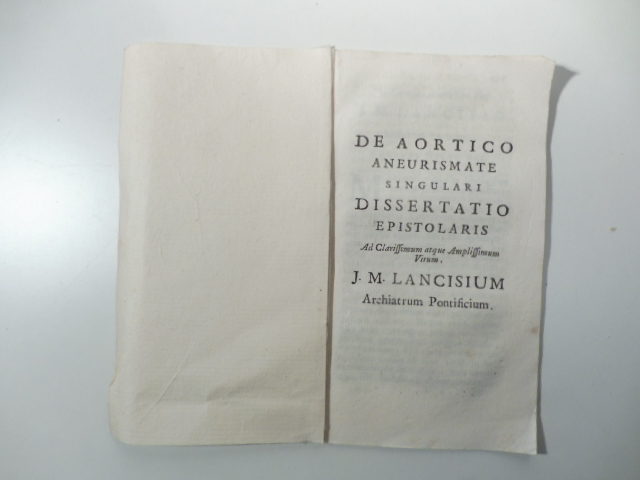 DE AORTICO
ANEURISMATE
SINGULARI
DISSERTATIO
EPISTOLARIS
Ad Clariſſimum atque Ampliſſimum
Virum.
J. M. LANCISIUM
Archiatrum Pontificium.